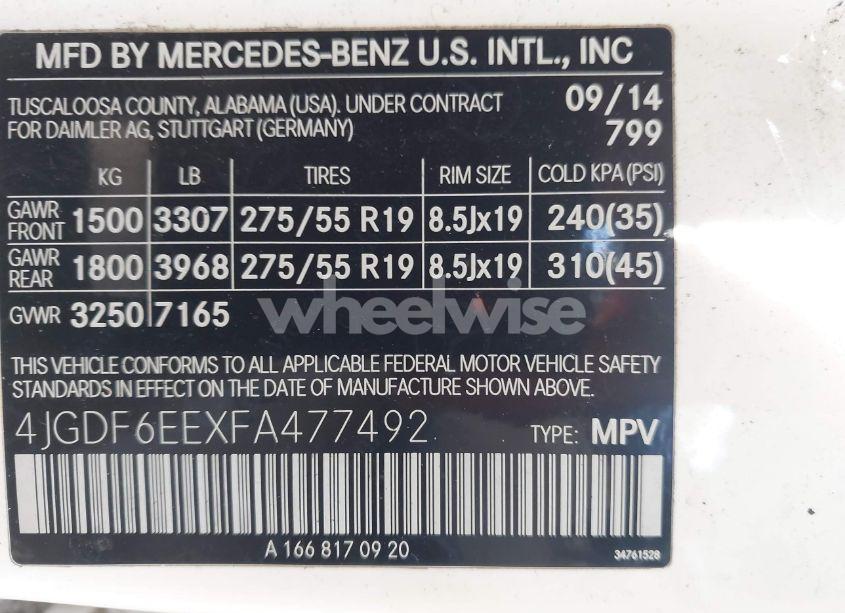 MFD BY MERCEDES-BENZ U.S. INTL., INC
TUSCALOOSA COUNTY, ALABAMA (USA). UNDER CONTRACT 09/14
FOR DAIMLER AG, STUTTGART (GERMANY) 799
KG LB TIRES RIM SIZE COLD KPA (PSI)
GAWR FRONT 1500 3307 275/55 R19 8.5Jx19 240(35)
GAWR REAR 1800 3968 275/55 R19 8.5Jx19 310(45)
GVWR 3250 7165
wheelwise
THIS VEHICLE CONFORMS TO ALL APPLICABLE FEDERAL MOTOR VEHICLE SAFETY
STANDARDS IN EFFECT ON THE DATE OF MANUFACTURE SHOWN ABOVE.
4JGDF6EEXFA477492 TYPE: MPV
A 166 817 09 20
34761528